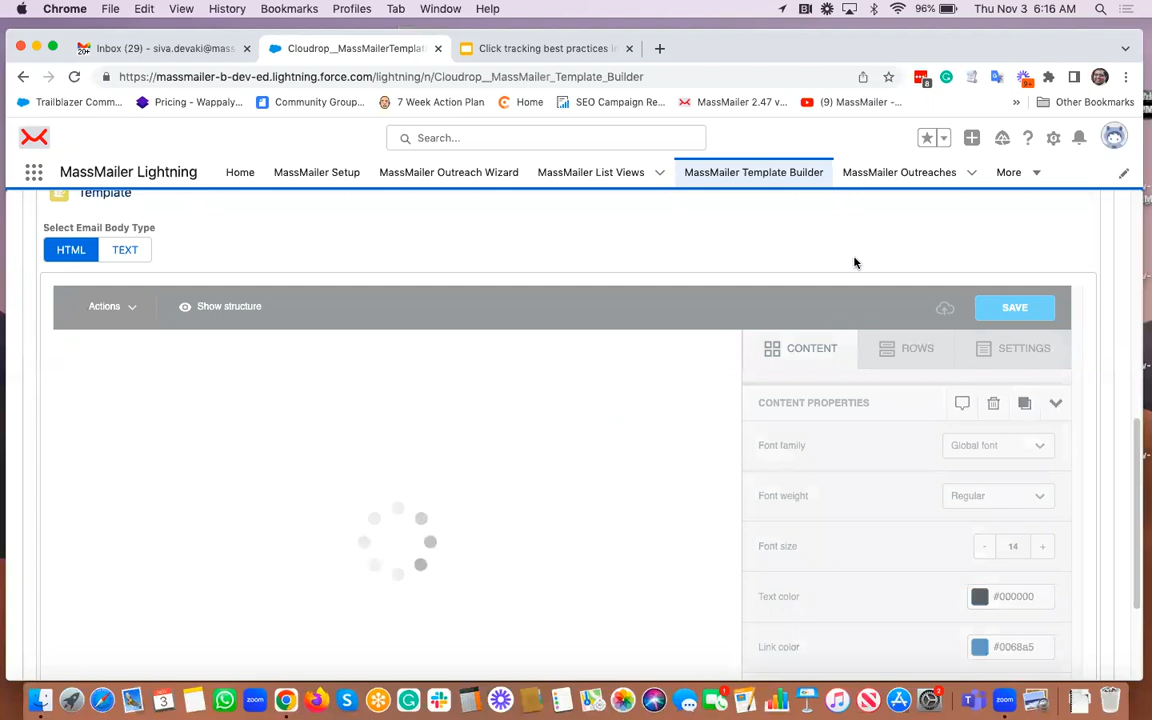 Chrome File Edit View History Bookmarks Profiles Tab Window Help 96% Thu Nov 3 6:16 AM
Inbox (29) - siva.devaki@mass Cloudrop__MassMailerTemplat Click tracking best practices i
https://massmailer-b-dev-ed.lightning.force.com/lightning/n/Cloudrop__MassMailer_Template_Builder
8 9+
Trailblazer Comm... Pricing - Wappaly... Community Group... 7 Week Action Plan Home SEO Campaign Re... MassMailer 2.47 v... (9) MassMailer -... » Other Bookmarks
Search...
MassMailer Lightning Home MassMailer Setup MassMailer Outreach Wizard MassMailer List Views MassMailer Template Builder MassMailer Outreaches More
Template
Select Email Body Type
HTML TEXT
Actions Show structure SAVE
CONTENT ROWS SETTINGS
CONTENT PROPERTIES
Font family Global font
Font weight Regular
Font size - 14 +
Text color #000000
Link color #0068a5